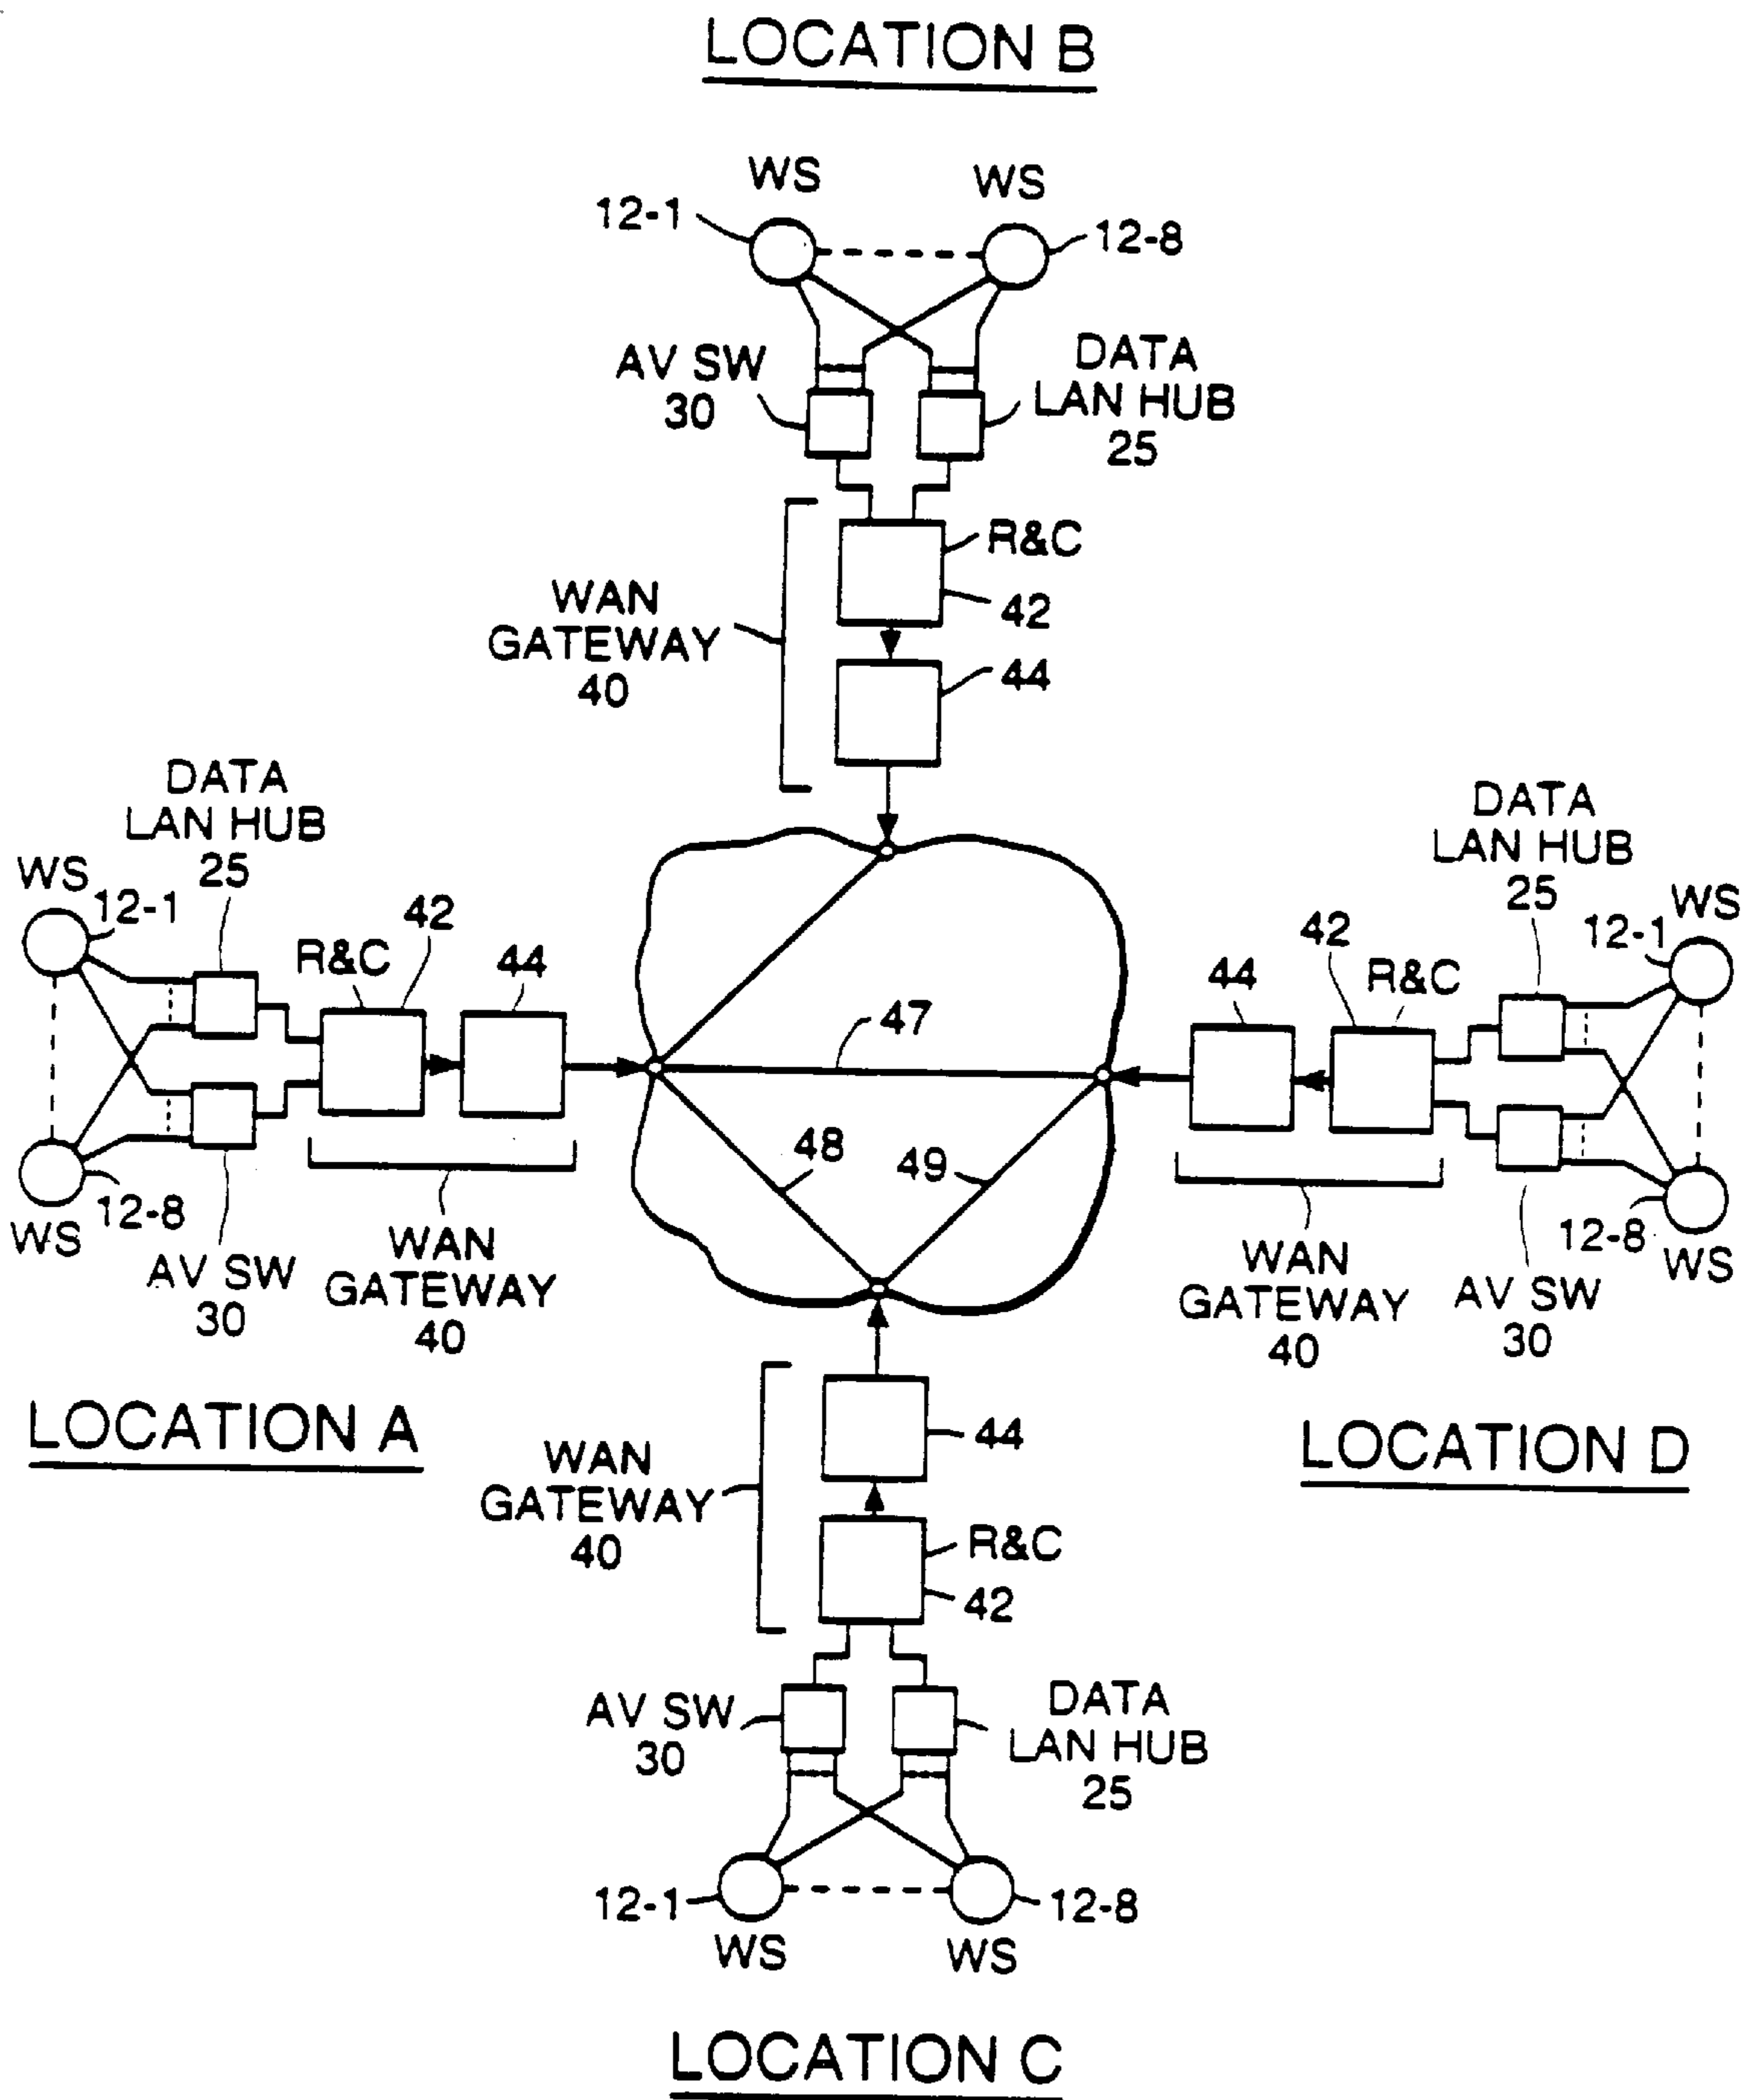 LOCATION B
WS
WS
12-1
12-8
AV SW
30
DATA
LAN HUB
25
R&C
42
WAN
GATEWAY
40
44
DATA
LAN HUB
25
WS
12-1
42
R&C
44
12-8
WS
AV SW
30
WAN
GATEWAY
40
LOCATION A
47
48
49
DATA
LAN HUB
25
WS
12-1
42
R&C
44
12-8
WS
WAN
GATEWAY
40
AV SW
30
LOCATION D
44
WAN
GATEWAY
40
R&C
42
AV SW
30
DATA
LAN HUB
25
12-1
12-8
WS
WS
LOCATION C